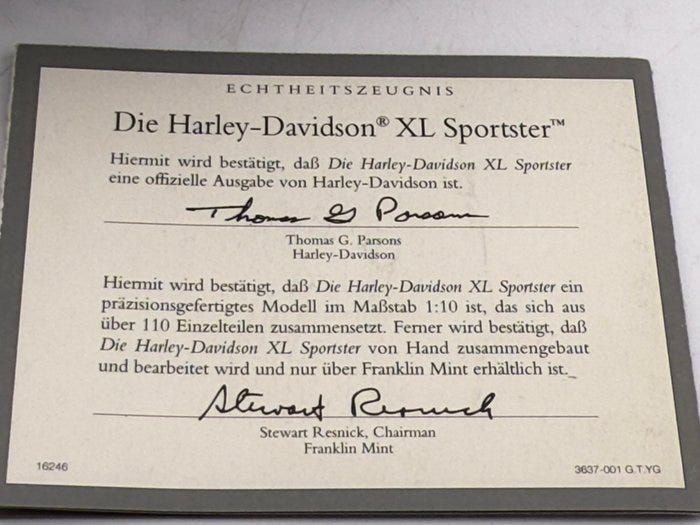 ECHTHEITSZEUGNIS
Die Harley-Davidson® XL Sportster™
Hiermit wird bestätigt, daß Die Harley-Davidson XL Sportster
eine offizielle Ausgabe von Harley-Davidson ist.
Thomas G Parsons
Thomas G. Parsons
Harley-Davidson
Hiermit wird bestätigt, daß Die Harley-Davidson XL Sportster ein
präzisionsgefertigtes Modell im Maßstab 1:10 ist, das sich aus
über 110 Einzelteilen zusammensetzt. Ferner wird bestätigt, daß
Die Harley-Davidson XL Sportster von Hand zusammengebaut
und bearbeitet wird und nur über Franklin Mint erhältlich ist.
Stewart Resnick
Stewart Resnick, Chairman
Franklin Mint
16246
3637-001 G.T.YG